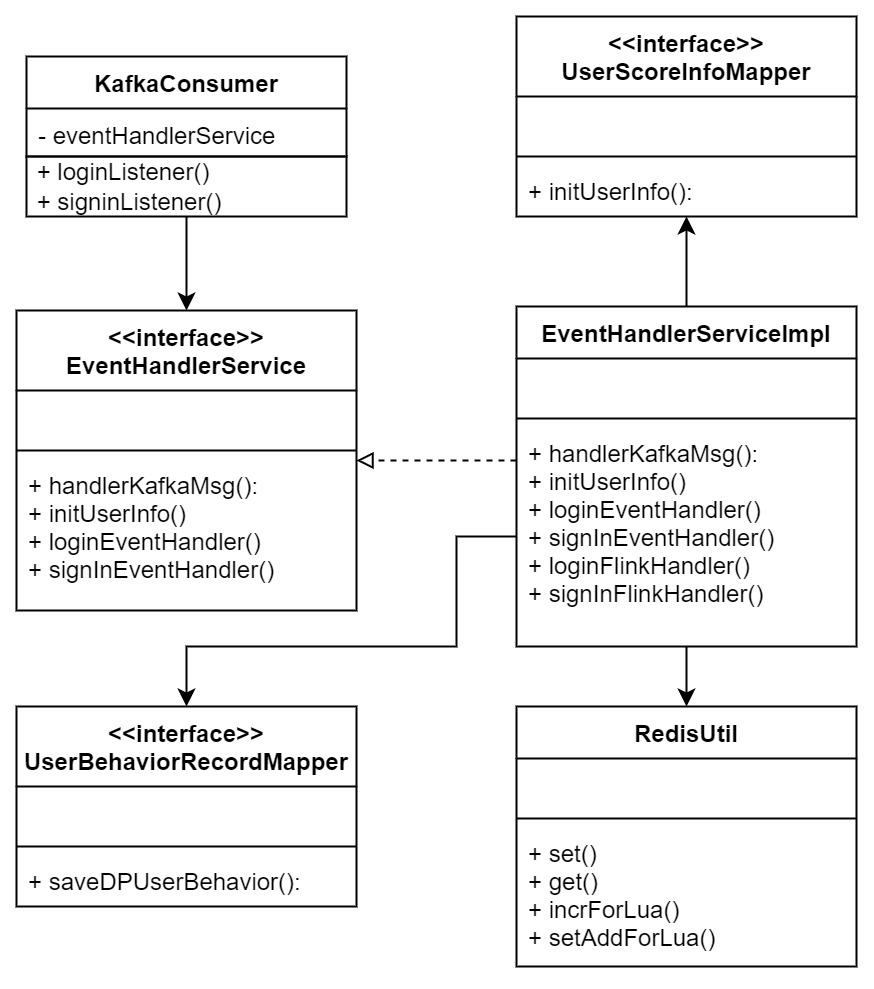 KafkaConsumer
- eventHandlerService
+ loginListener()
+ signinListener()
<<interface>>
UserScoreInfoMapper
+ initUserInfo():
<<interface>>
EventHandlerService
+ handlerKafkaMsg():
+ initUserInfo()
+ loginEventHandler()
+ signInEventHandler()
EventHandlerServiceImpl
+ handlerKafkaMsg():
+ initUserInfo()
+ loginEventHandler()
+ signInEventHandler()
+ loginFlinkHandler()
+ signInFlinkHandler()
<<interface>>
UserBehaviorRecordMapper
+ saveDPUserBehavior():
RedisUtil
+ set()
+ get()
+ incrForLua()
+ setAddForLua()